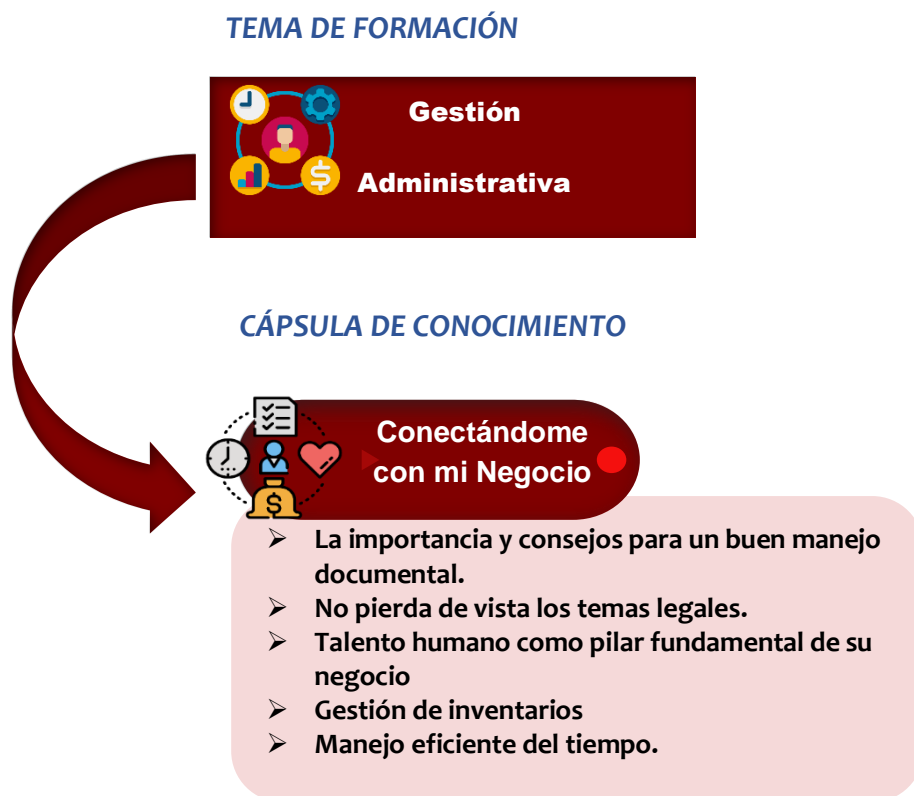 TEMA DE FORMACIÓN
Gestión
Administrativa
CÁPSULA DE CONOCIMIENTO
Conectándome
con mi Negocio
➢ La importancia y consejos para un buen manejo
documental.
➢ No pierda de vista los temas legales.
➢ Talento humano como pilar fundamental de su
negocio
➢ Gestión de inventarios
➢ Manejo eficiente del tiempo.